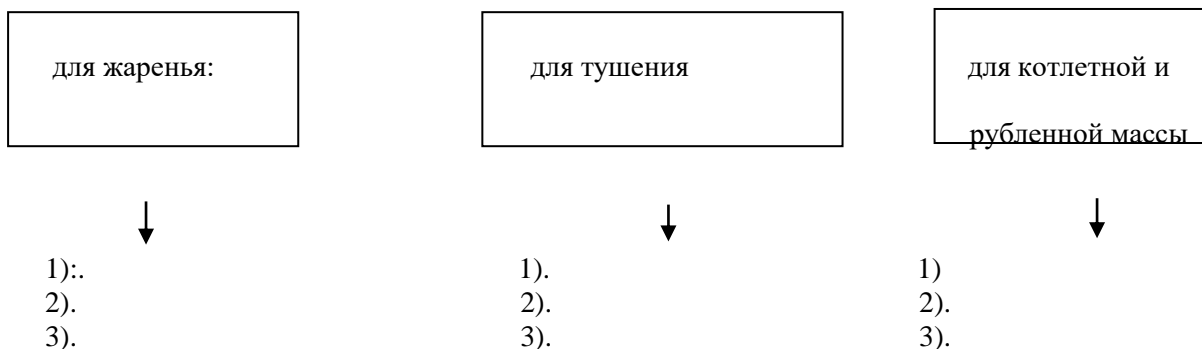 для жаренья:
для тушения
для котлетной и
рубленной массы
1):.
2).
3).
1).
2).
3).
1)
2).
3).